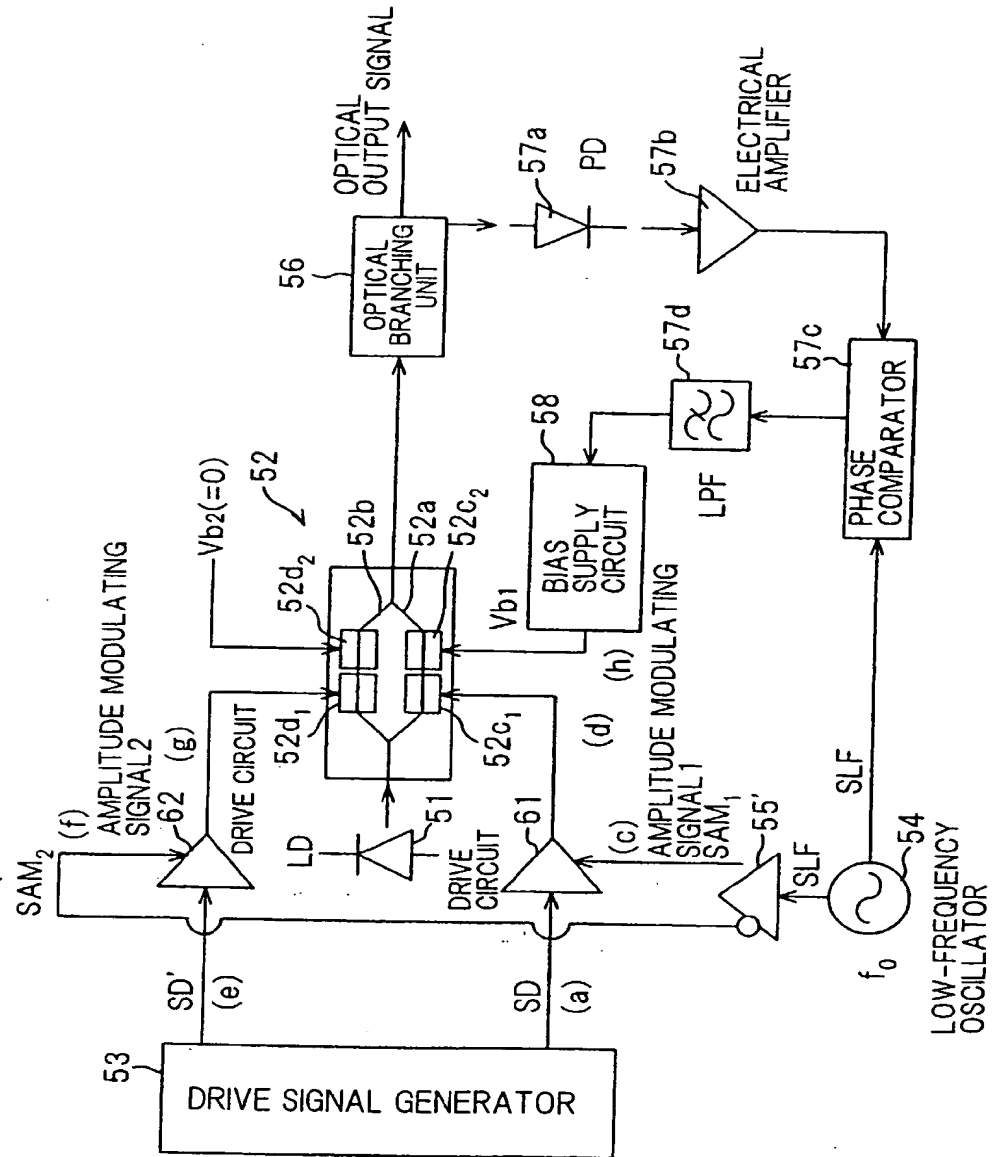 SAM2
(f)
AMPLITUDE MODULATING
SIGNAL2
62
(g)
DRIVE CIRCUIT
Vb2(=0)
52
53
DRIVE SIGNAL GENERATOR
SD'
(e)
SD
(a)
LD
51
52d1
52d2
52b
52a
52c1
52c2
56
OPTICAL
BRANCHING
UNIT
OPTICAL
OUTPUT SIGNAL
DRIVE
CIRCUIT
61
(d)
(h)
Vb1
58
BIAS
SUPPLY
CIRCUIT
57a
PD
57b
ELECTRICAL
AMPLIFIER
57d
LPF
57c
PHASE
COMPARATOR
(c)
AMPLITUDE MODULATING
SIGNAL 1
SAM1
55'
SLF
SLF
54
f0
LOW-FREQUENCY
OSCILLATOR